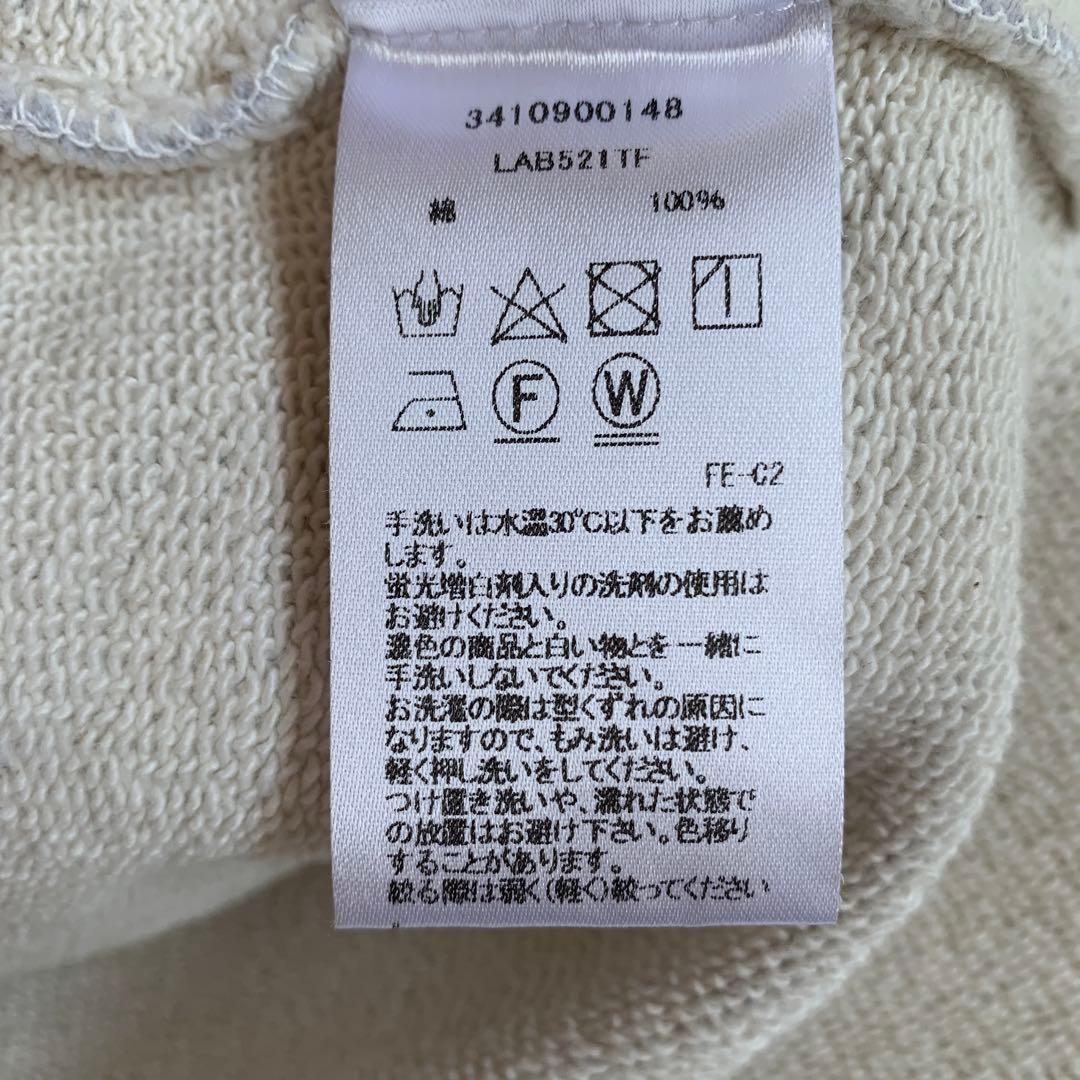 3410900148
LAB521TF
綿 100%
F W
FE-C2
手洗いは水温30℃以下をお薦め
します。
蛍光増白剤入りの洗剤の使用は
お避けください。
濃色の商品と白い物とを一緒に
手洗いしないでください。
お洗濯の際は型くずれの原因に
なりますので、もみ洗いは避け、
軽く押し洗いをしてください。
つけ置き洗いや、濡れた状態で
の放置はお避け下さい。色移り
することがあります。
絞る際は弱く(軽く)絞ってください